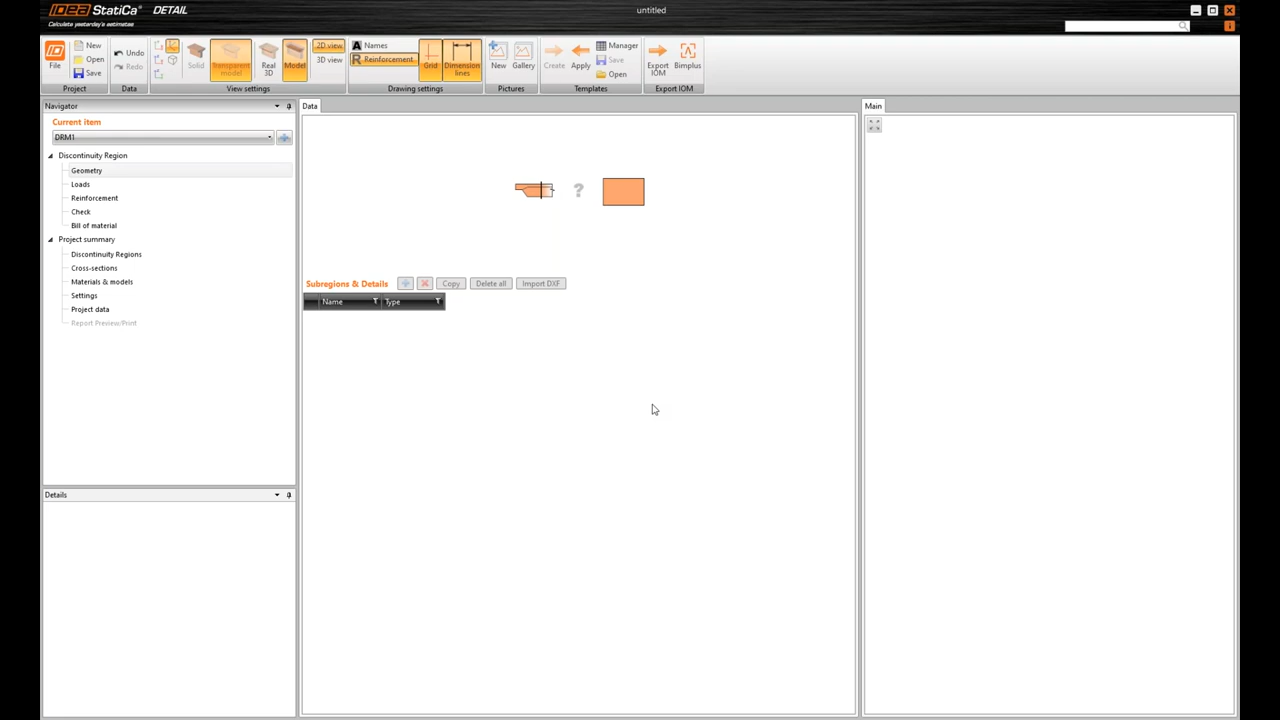 IDEA StatiCa® DETAIL
Calculate yesterday's estimates
untitled
File
New
Open
Save
Project
Undo
Redo
Data
Solid
Transparent model
Real 3D
Model
2D view
3D view
View settings
A Names
R Reinforcement
Grid
Dimension lines
Drawing settings
New
Gallery
Pictures
Create
Apply
Manager
Save
Open
Templates
Export IOM
Bimplus
Export IOM
Navigator
Current item
DRM1
Discontinuity Region
Geometry
Loads
Reinforcement
Check
Bill of material
Project summary
Discontinuity Regions
Cross-sections
Materials & models
Settings
Project data
Report Preview/Print
Details
Data
?
Subregions & Details
Copy
Delete all
Import DXF
Name
Type
Main